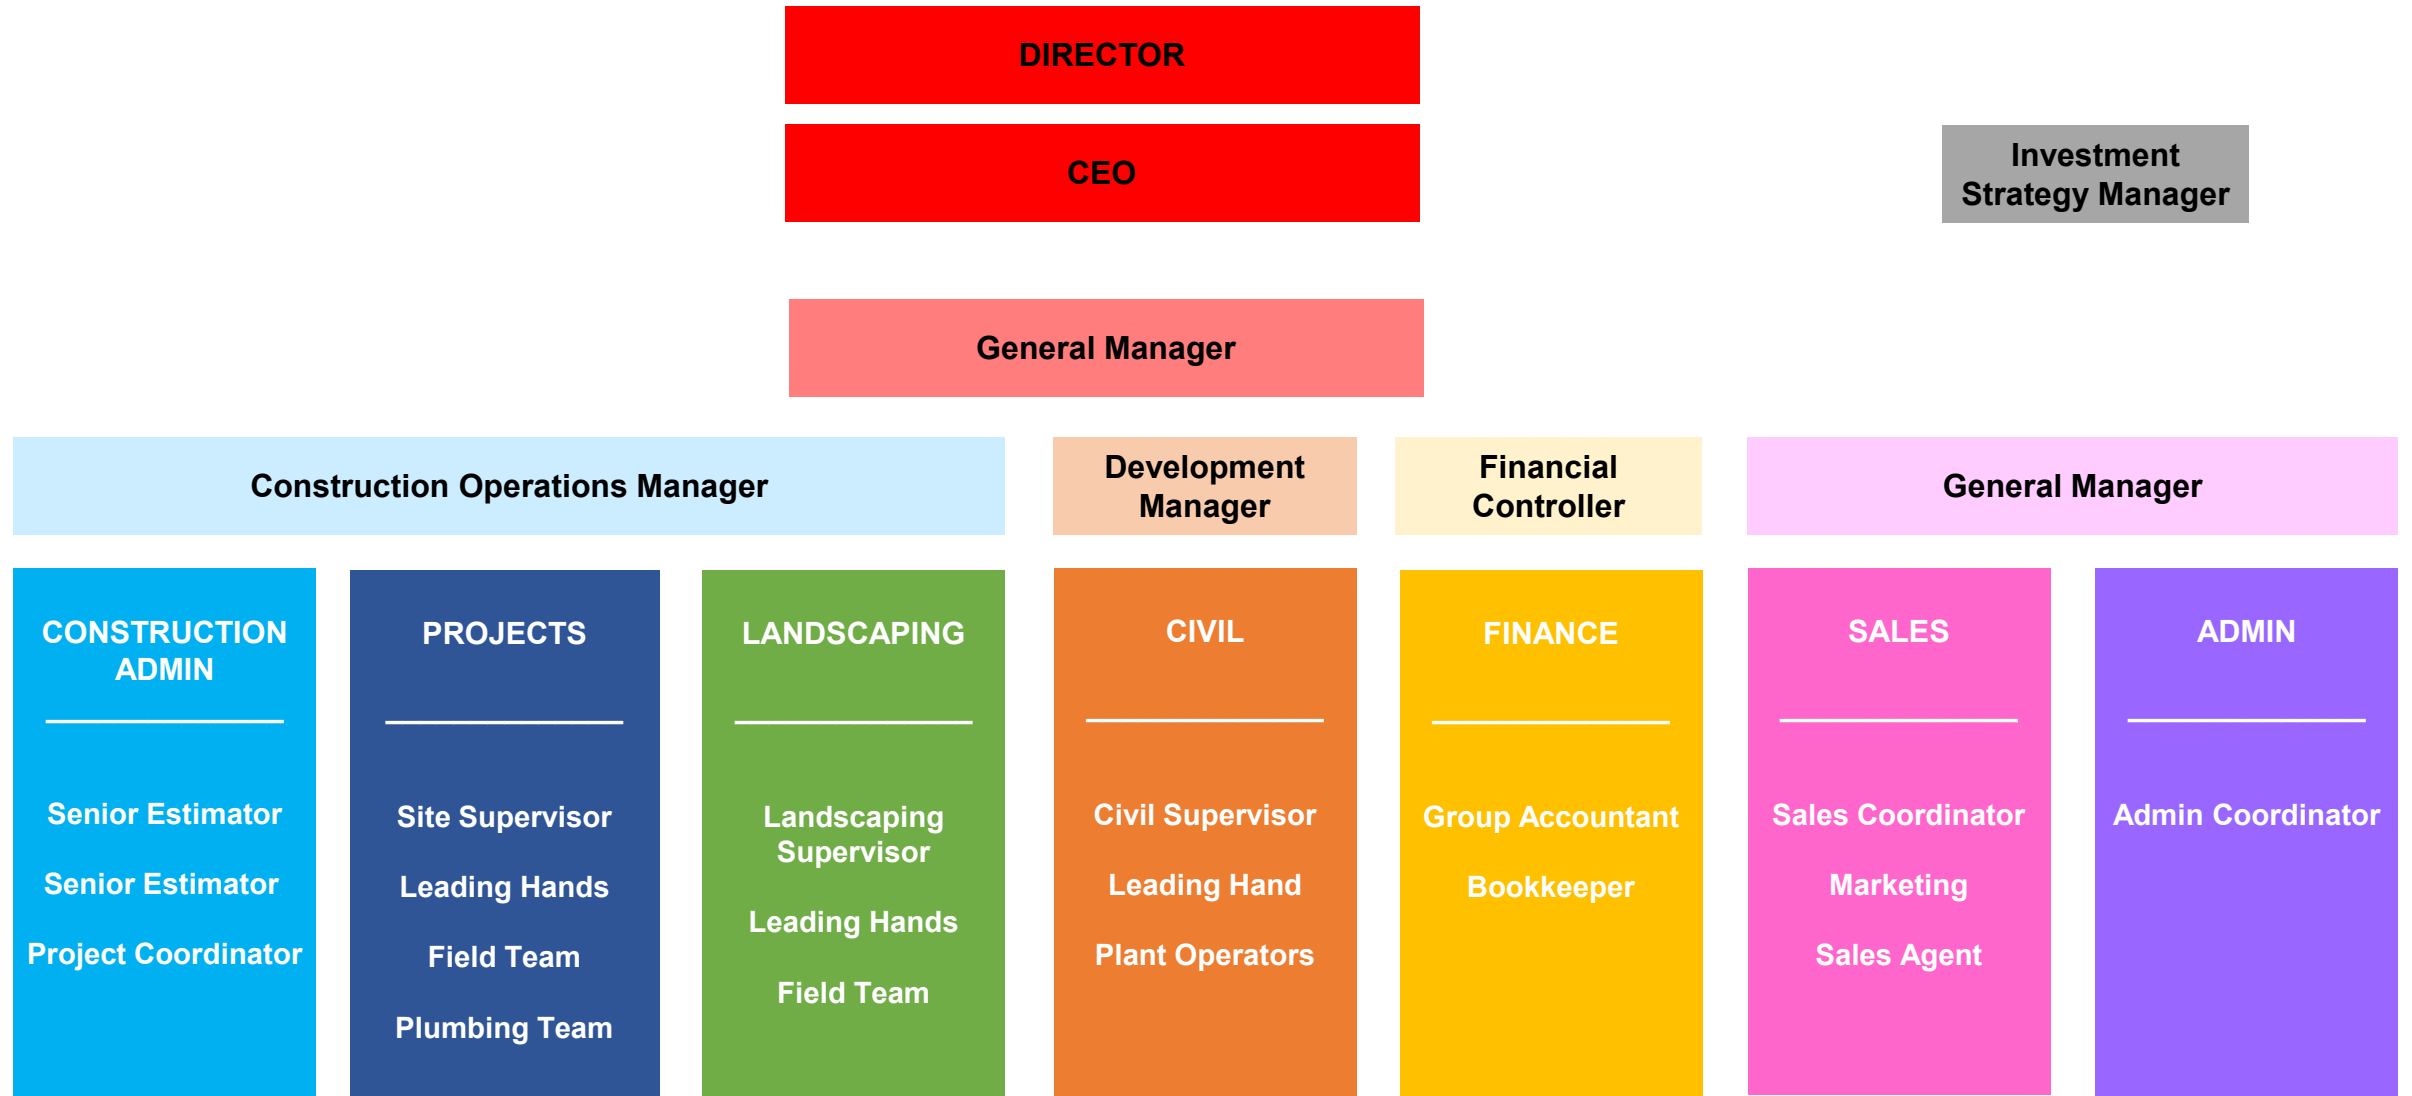 DIRECTOR
CEO
Investment
Strategy Manager
General Manager
Construction Operations Manager
Development
Manager
Financial
Controller
General Manager
CONSTRUCTION
ADMIN
Senior Estimator
Senior Estimator
Project Coordinator
PROJECTS
Site Supervisor
Leading Hands
Field Team
Plumbing Team
LANDSCAPING
Landscaping
Supervisor
Leading Hands
Field Team
CIVIL
Civil Supervisor
Leading Hand
Plant Operators
FINANCE
Group Accountant
Bookkeeper
SALES
Sales Coordinator
Marketing
Sales Agent
ADMIN
Admin Coordinator